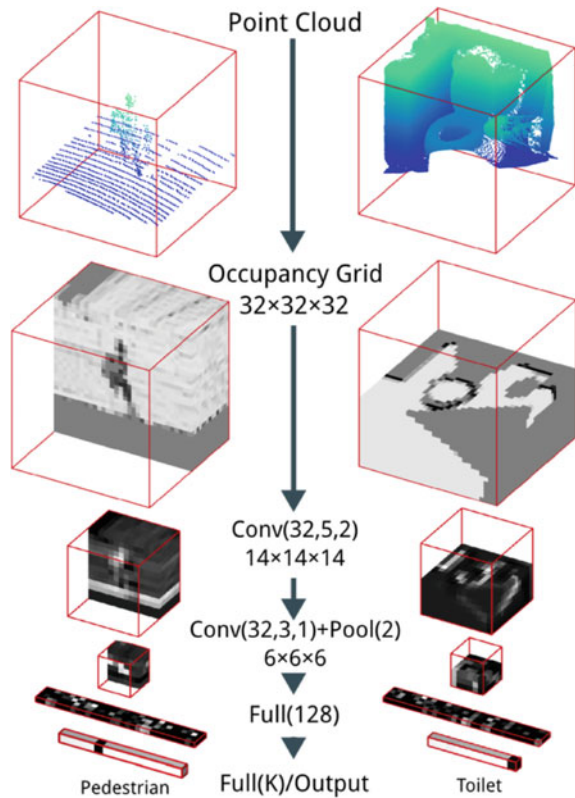 Point Cloud
Occupancy Grid
32×32×32
Conv(32,5,2)
14×14×14
Conv(32,3,1)+Pool(2)
6×6×6
Full(128)
Full(K)/Output
Pedestrian
Toilet